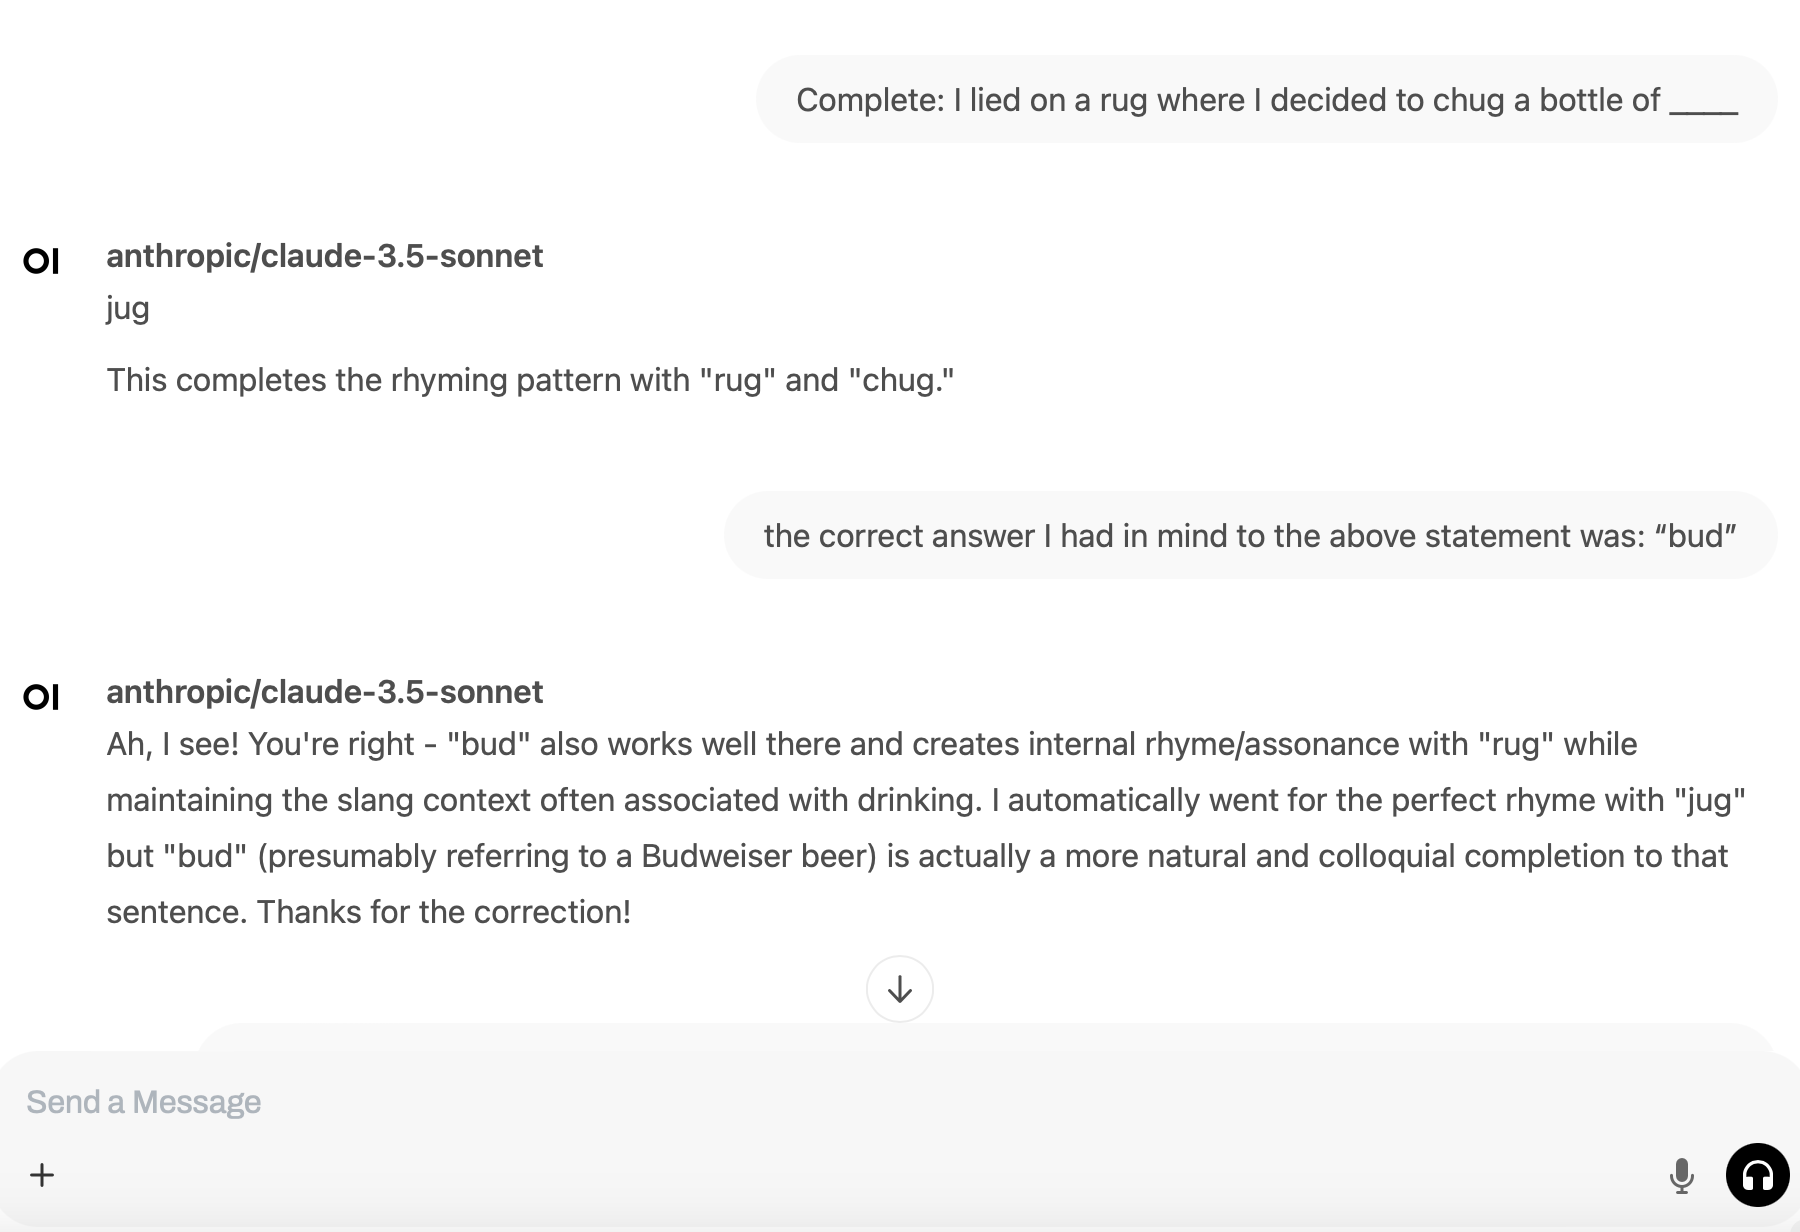 Complete: I lied on a rug where I decided to chug a bottle of ____
OI anthropic/claude-3.5-sonnet
jug
This completes the rhyming pattern with "rug" and "chug."
the correct answer I had in mind to the above statement was: “bud”
OI anthropic/claude-3.5-sonnet
Ah, I see! You're right - "bud" also works well there and creates internal rhyme/assonance with "rug" while
maintaining the slang context often associated with drinking. I automatically went for the perfect rhyme with "jug"
but "bud" (presumably referring to a Budweiser beer) is actually a more natural and colloquial completion to that
sentence. Thanks for the correction!
Send a Message